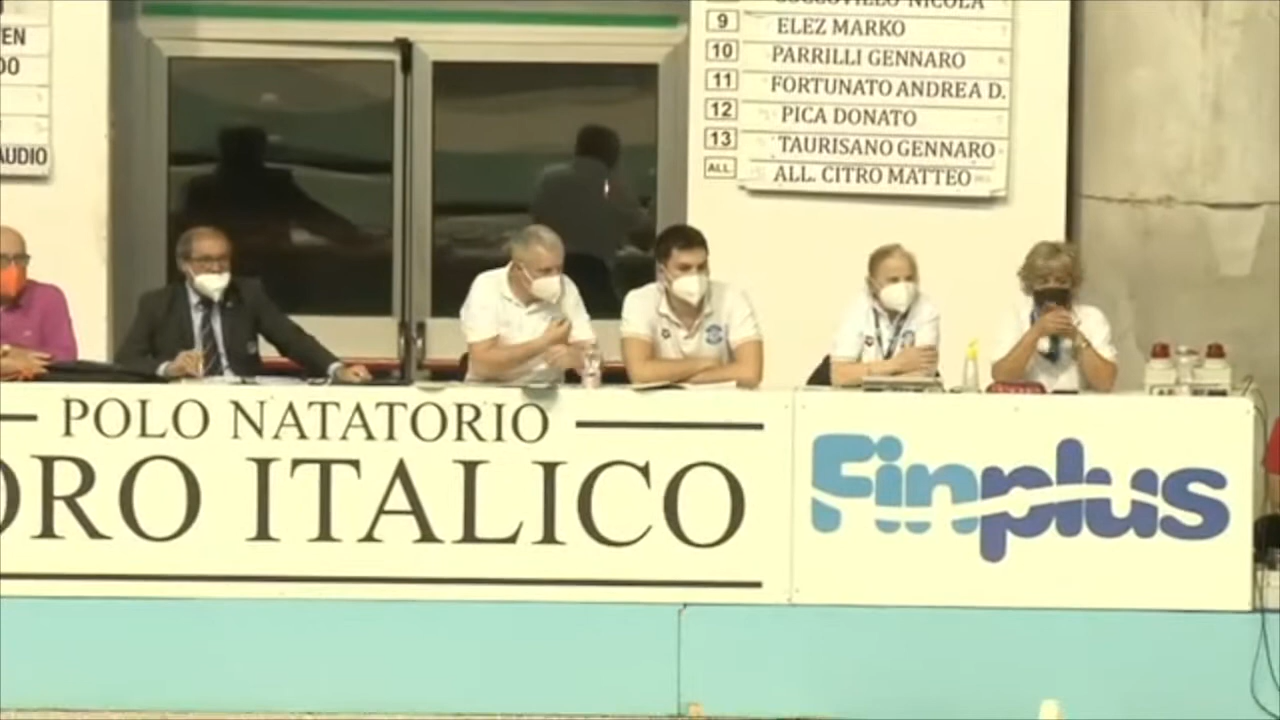 NICOLA
9 ELEZ MARKO
10 PARRILLI GENNARO
11 FORTUNATO ANDREA D.
12 PICA DONATO
13 TAURISANO GENNARO
ALL. ALL. CITRO MATTEO
POLO NATATORIO
ORO ITALICO
Finplus